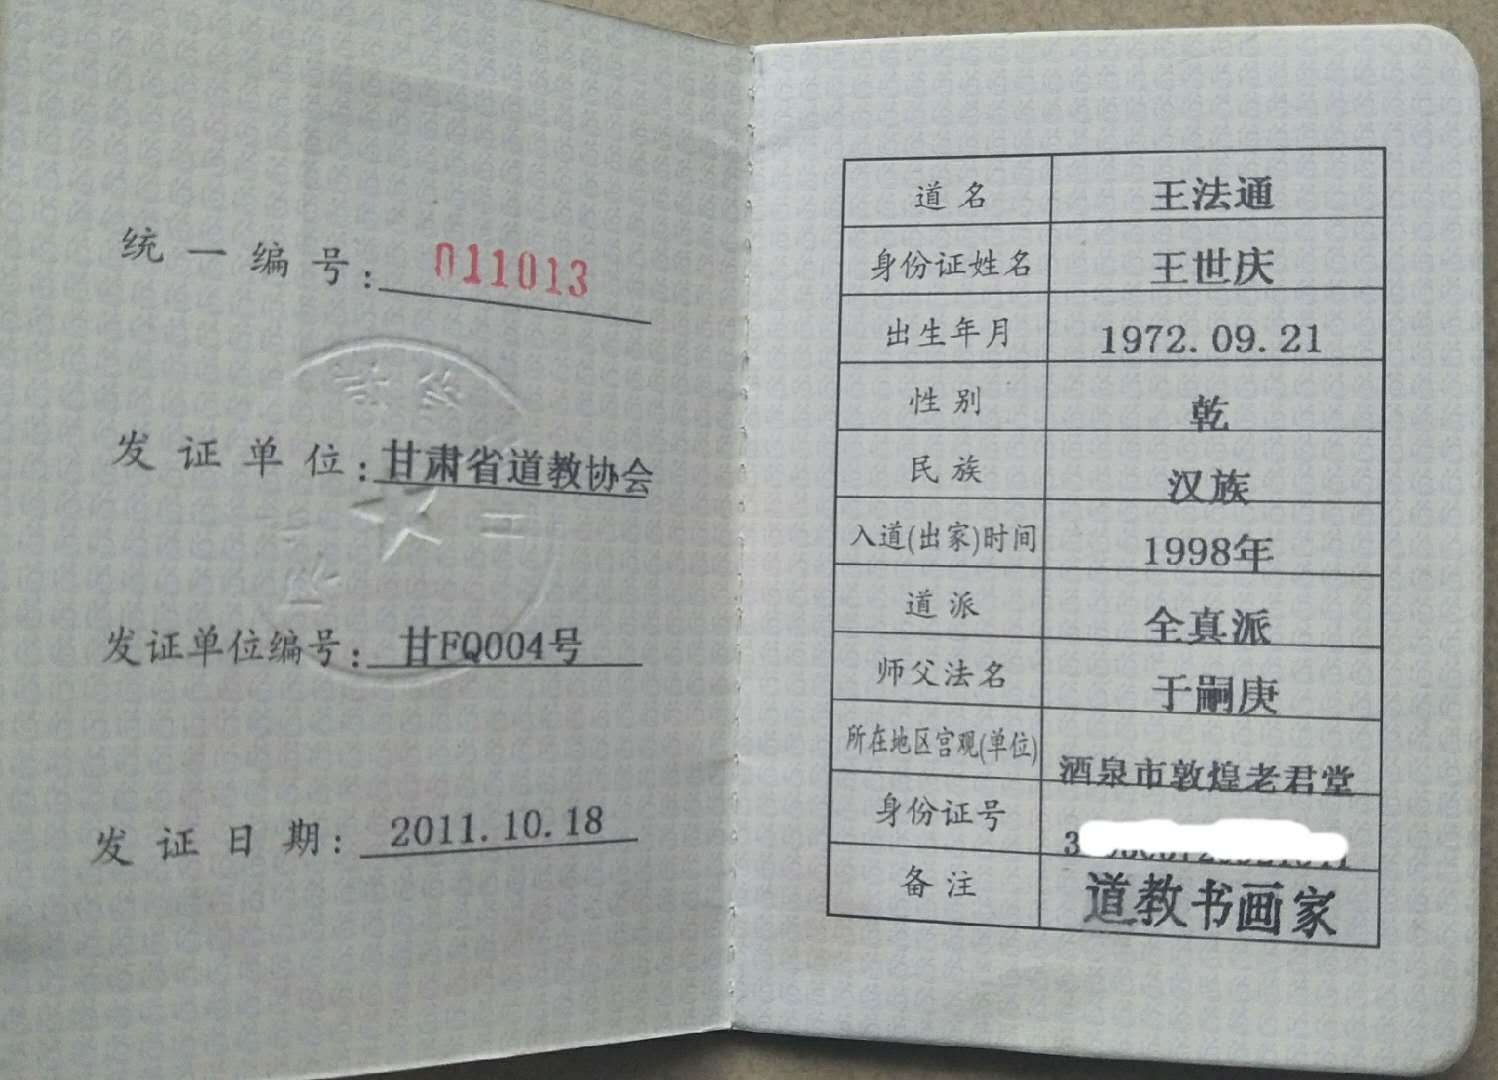 统一编号：011013
发证单位：甘肃省道教协会
发证单位编号：甘FQ004号
发证日期：2011.10.18
道名 王法通
身份证姓名 王世庆
出生年月 1972.09.21
性别 乾
民族 汉族
入道(出家)时间 1998年
道派 全真派
师父法名 于嗣庚
所在地区宫观(单位) 酒泉市敦煌老君堂
身份证号 3
备注 道教书画家